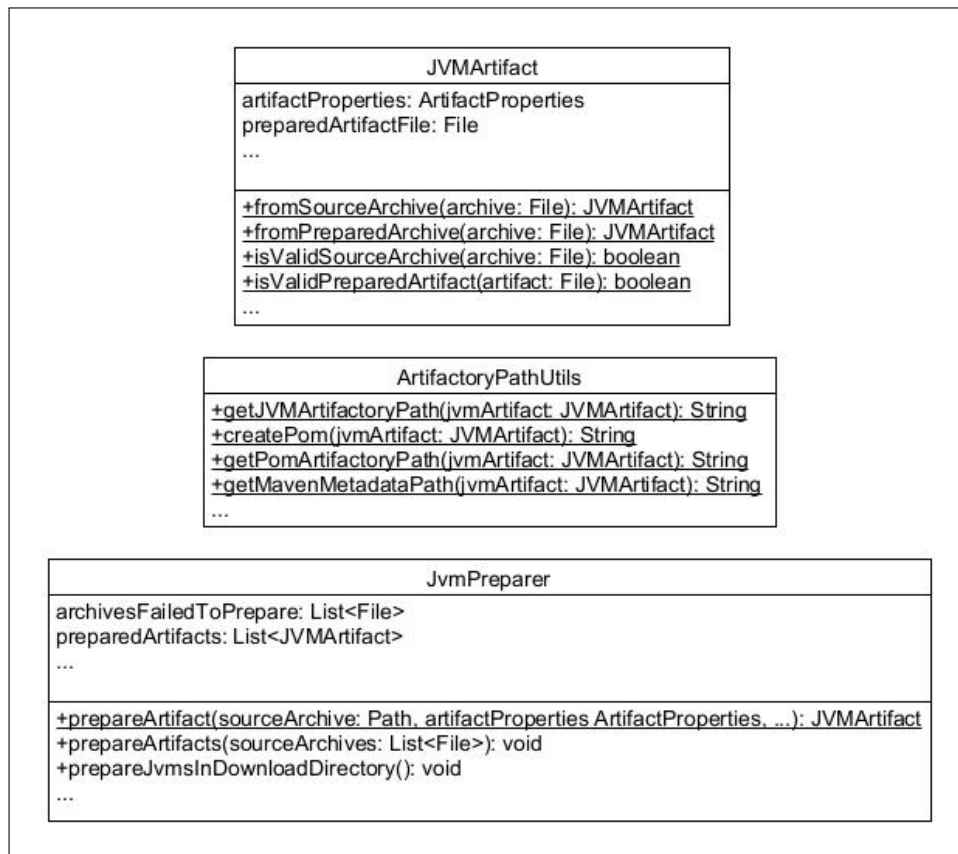 JVMArtifact
artifactProperties: ArtifactProperties
preparedArtifactFile: File
...
+fromSourceArchive(archive: File): JVMArtifact
+fromPreparedArchive(archive: File): JVMArtifact
+isValidSourceArchive(archive: File): boolean
+isValidPreparedArtifact(artifact: File): boolean
...
ArtifactoryPathUtils
+getJVMArtifactoryPath(jvmArtifact: JVMArtifact): String
+createPom(jvmArtifact: JVMArtifact): String
+getPomArtifactoryPath(jvmArtifact: JVMArtifact): String
+getMavenMetadataPath(jvmArtifact: JVMArtifact): String
...
JvmPreparer
archivesFailedToPrepare: List<File>
preparedArtifacts: List<JVMArtifact>
...
+prepareArtifact(sourceArchive: Path, artifactProperties ArtifactProperties, ...): JVMArtifact
+prepareArtifacts(sourceArchives: List<File>): void
+prepareJvmsInDownloadDirectory(): void
...